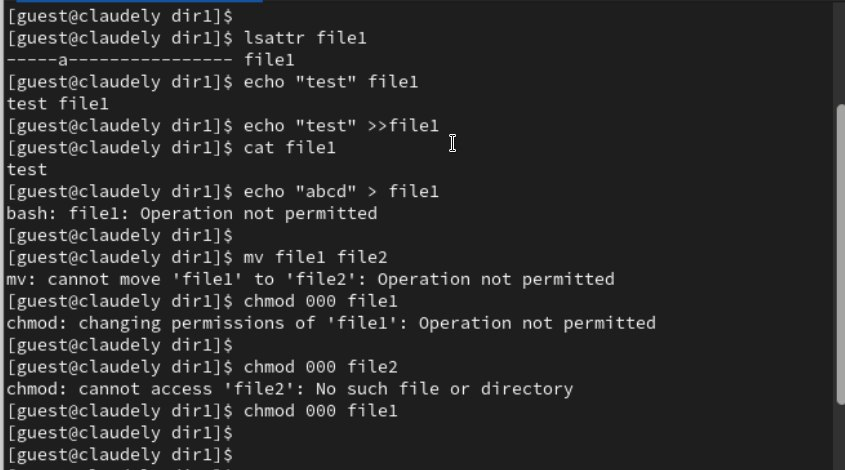 [guest@claudely dir1]$
[guest@claudely dir1]$ lsattr file1
-----a---------------- file1
[guest@claudely dir1]$ echo "test" file1
test file1
[guest@claudely dir1]$ echo "test" >>file1
[guest@claudely dir1]$ cat file1
test
[guest@claudely dir1]$ echo "abcd" > file1
bash: file1: Operation not permitted
[guest@claudely dir1]$
[guest@claudely dir1]$ mv file1 file2
mv: cannot move 'file1' to 'file2': Operation not permitted
[guest@claudely dir1]$ chmod 000 file1
chmod: changing permissions of 'file1': Operation not permitted
[guest@claudely dir1]$
[guest@claudely dir1]$ chmod 000 file2
chmod: cannot access 'file2': No such file or directory
[guest@claudely dir1]$ chmod 000 file1
[guest@claudely dir1]$
[guest@claudely dir1]$